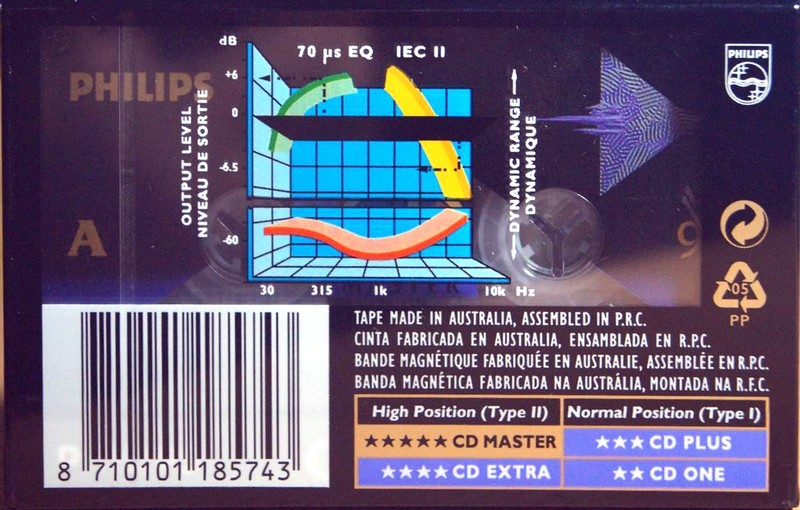 dB
70 µs EQ IEC II
PHILIPS
PHILIPS
+6
0
-6.5
-60
OUTPUT LEVEL
NIVEAU DE SORTIE
DYNAMIC RANGE
DYNAMIQUE
A
9
30 315 1k 10k Hz
05
PP
TAPE MADE IN AUSTRALIA, ASSEMBLED IN P.R.C.
CINTA FABRICADA EN AUSTRALIA, ENSAMBLADA EN R.P.C.
BANDE MAGNÉTIQUE FABRIQUÉE EN AUSTRALIE, ASSEMBLÉE EN R.P.C.
BANDA MAGNÉTICA FABRICADA NA AUSTRÁLIA, MONTADA NA R.F.C.
High Position (Type II) Normal Position (Type I)
★★★★★ CD MASTER ★★★ CD PLUS
★★★★ CD EXTRA ★★ CD ONE
8 710101 185743